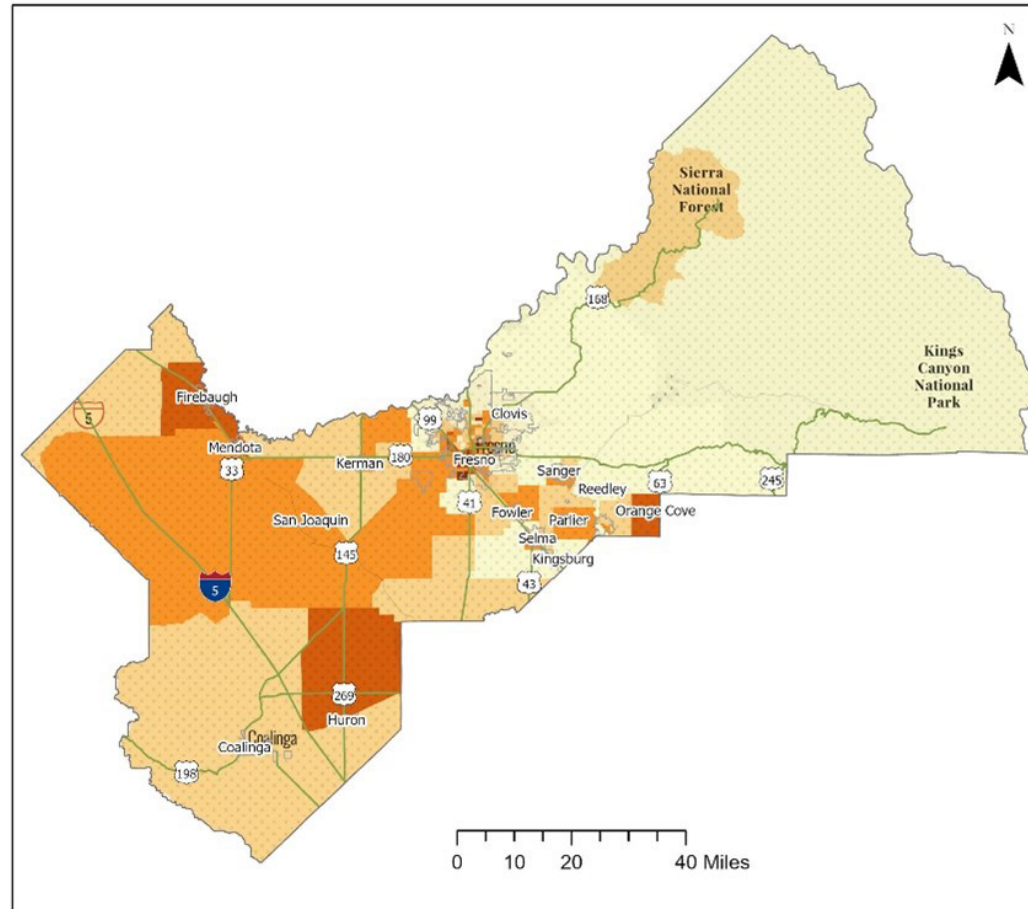 N
Sierra
National
Forest
168
Kings
Canyon
National
Park
Firebaugh
5
Clovis
99
Mendota
Fresno
Kerman
180
Fresno
33
Sanger
63
245
Reedley
41
San Joaquin
Fowler
Parlier
Orange Cove
145
Selma
Kingsburg
5
43
269
Huron
Coalinga
Coalinga
198
0 10 20 40 Miles